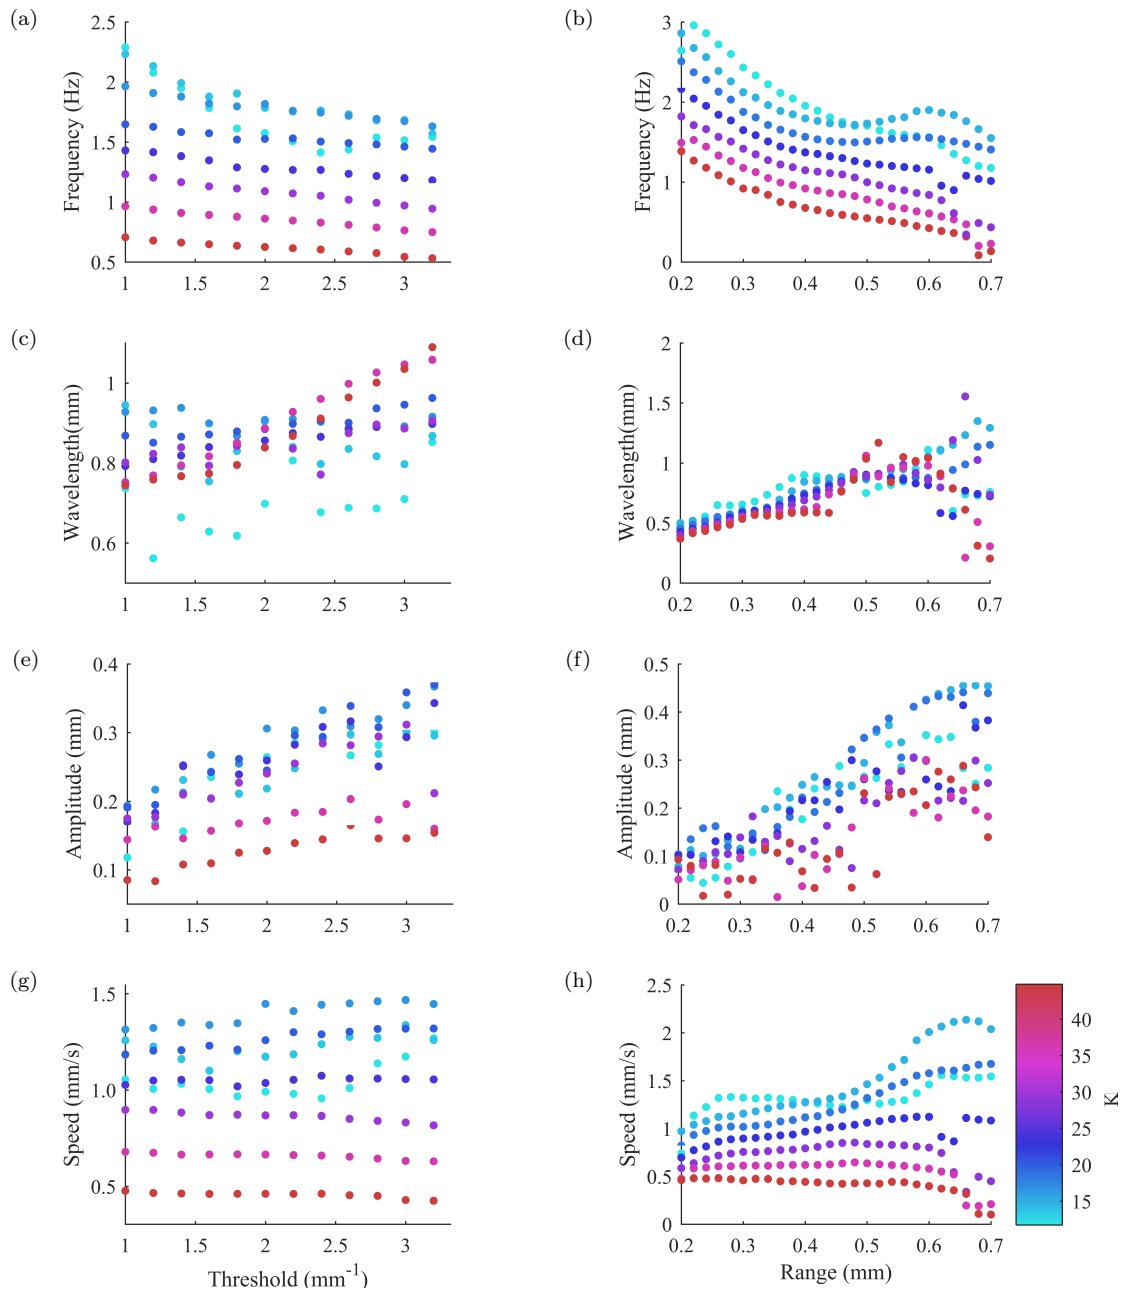 (a)
Frequency (Hz)
2.5
2
1.5
1
0.5
1 1.5 2 2.5 3
(b)
Frequency (Hz)
3
2
1
0
0.2 0.3 0.4 0.5 0.6 0.7
(c)
Wavelength(mm)
1
0.8
0.6
1 1.5 2 2.5 3
(d)
Wavelength(mm)
2
1.5
1
0.5
0
0.2 0.3 0.4 0.5 0.6 0.7
(e)
Amplitude (mm)
0.4
0.3
0.2
0.1
1 1.5 2 2.5 3
(f)
Amplitude (mm)
0.5
0.4
0.3
0.2
0.1
0
0.2 0.3 0.4 0.5 0.6 0.7
(g)
Speed (mm/s)
1.5
1.0
0.5
1 1.5 2 2.5 3
Threshold (mm-1)
(h)
Speed (mm/s)
2.5
2
1.5
1
0.5
0
0.2 0.3 0.4 0.5 0.6 0.7
Range (mm)
40
35
30
25
20
15
K